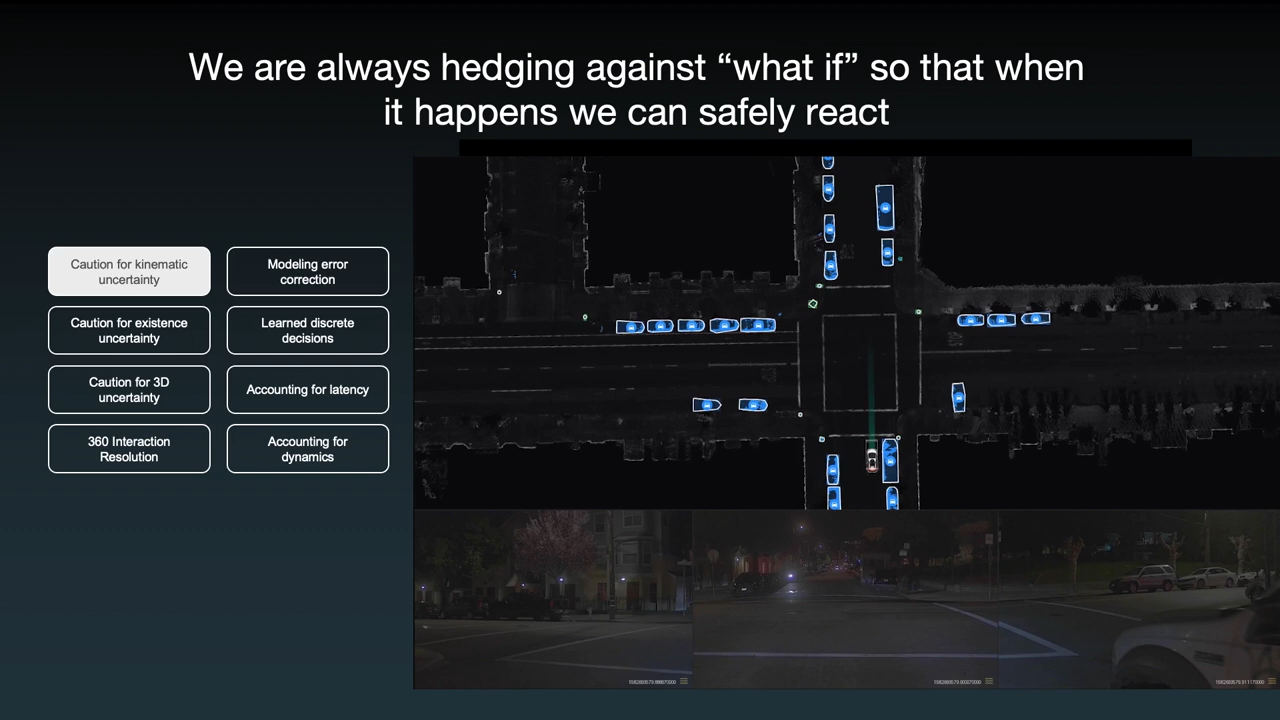 We are always hedging against “what if” so that when
it happens we can safely react
Caution for kinematic
uncertainty
Modeling error
correction
Caution for existence
uncertainty
Learned discrete
decisions
Caution for 3D
uncertainty
Accounting for latency
360 Interaction
Resolution
Accounting for
dynamics